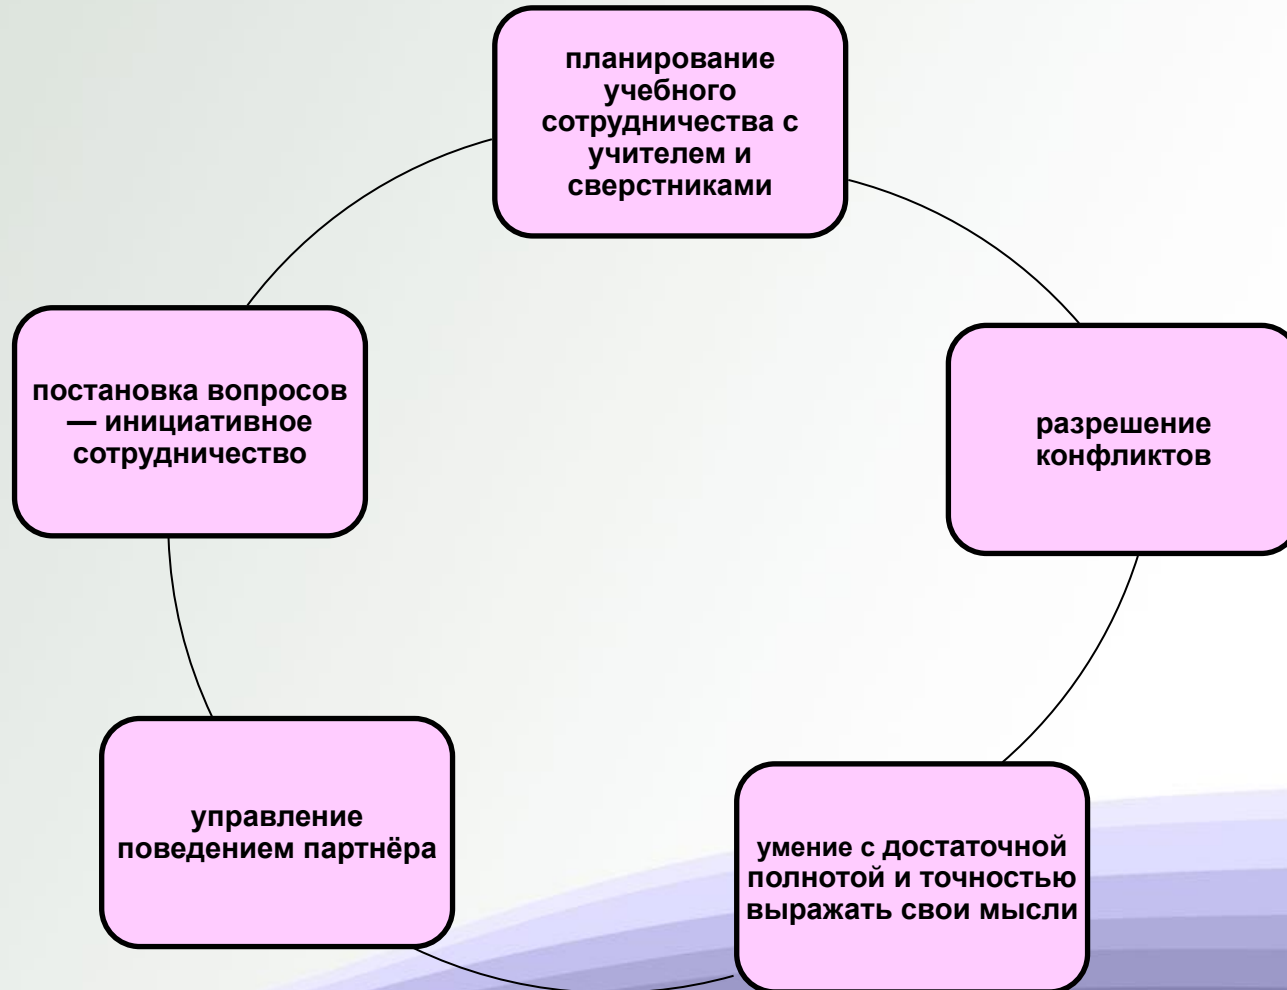 планирование
учебного
сотрудничества с
учителем и
сверстниками
постановка вопросов
— инициативное
сотрудничество
разрешение
конфликтов
управление
поведением партнёра
умение с достаточной
полнотой и точностью
выражать свои мысли